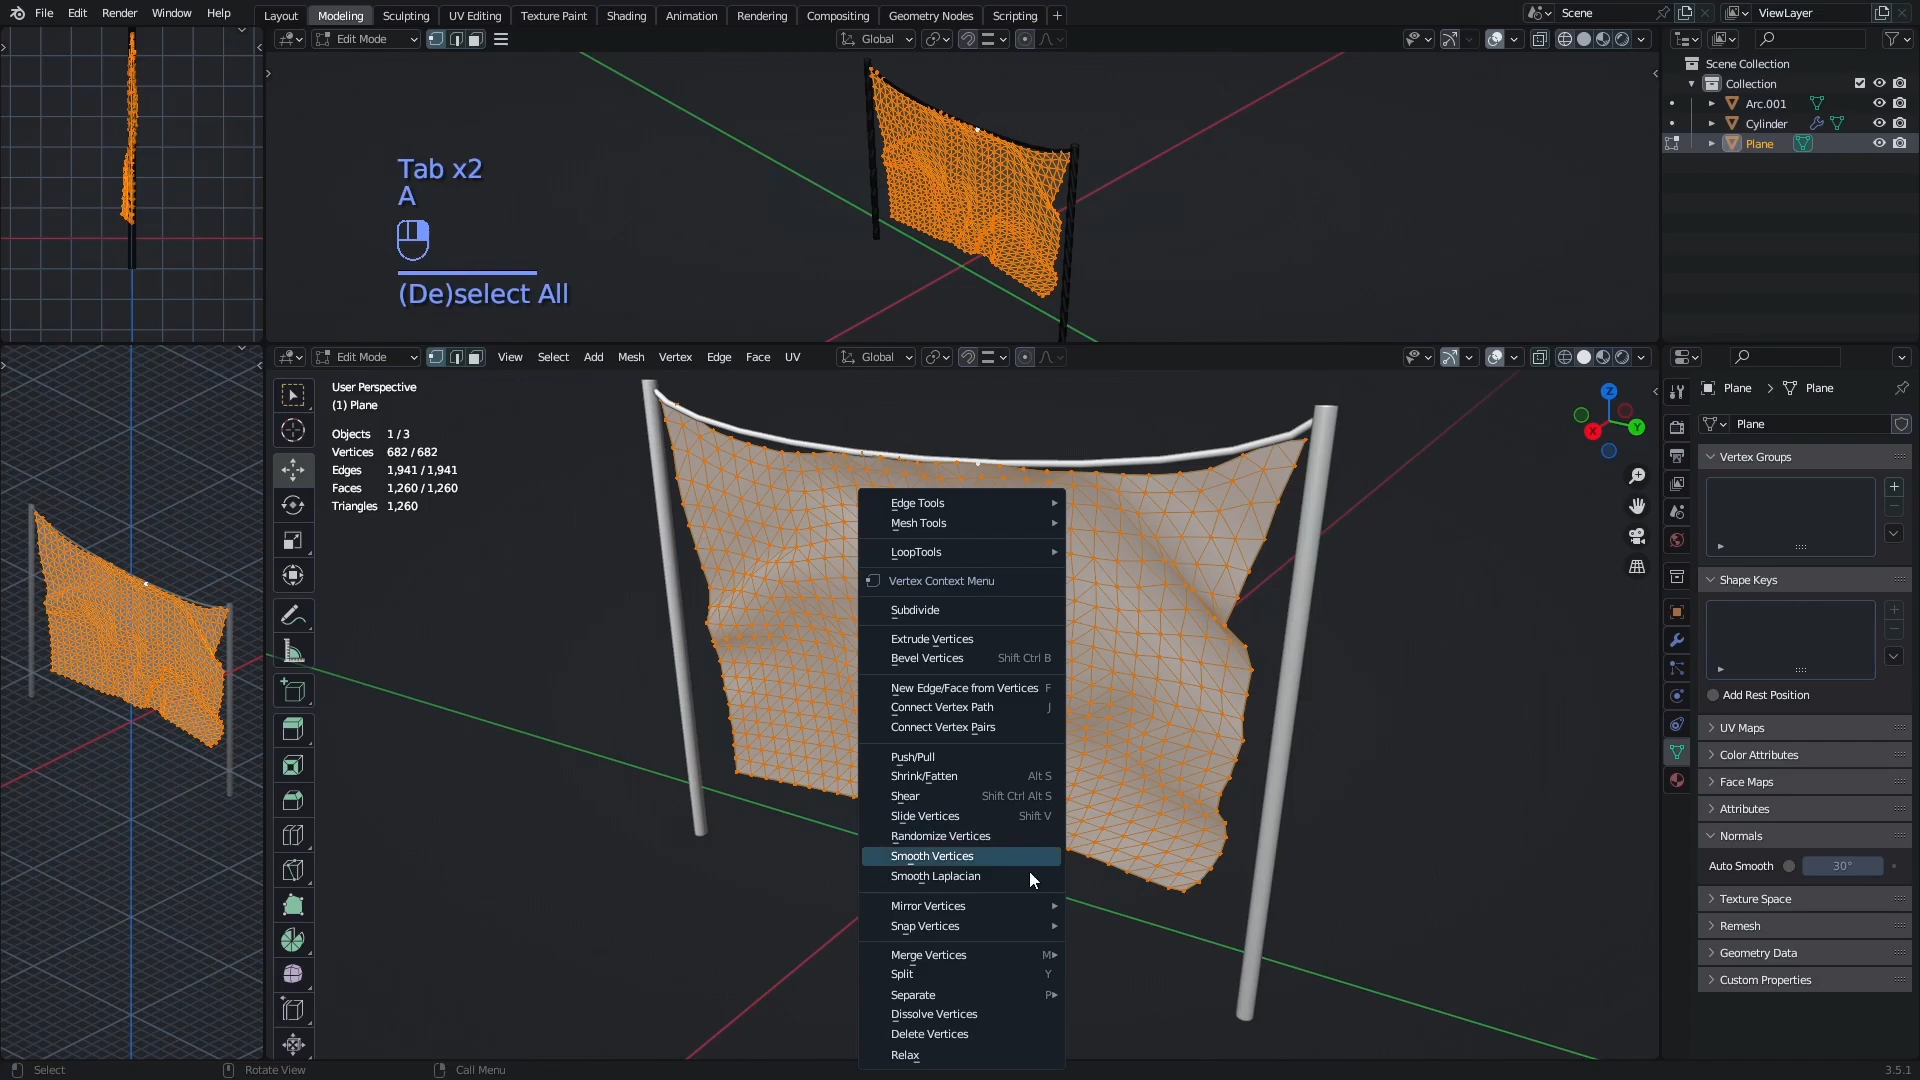 File Edit Render Window Help Layout Modeling Sculpting UV Editing Texture Paint Shading Animation Rendering Compositing Geometry Nodes Scripting + Scene ViewLayer
Edit Mode Global
Scene Collection
Collection
Arc.001
Cylinder
Plane
Tab x2
A
(De)select All
Edit Mode View Select Add Mesh Vertex Edge Face UV Global
User Perspective
(1) Plane
Objects 1/3
Vertices 682/682
Edges 1,941/1,941
Faces 1,260/1,260
Triangles 1,260
Z
Y
X
Edge Tools
Mesh Tools
LoopTools
Vertex Context Menu
Subdivide
Extrude Vertices
Bevel Vertices Shift Ctrl B
New Edge/Face from Vertices F
Connect Vertex Path J
Connect Vertex Pairs
Push/Pull
Shrink/Fatten Alt S
Shear Shift Ctrl Alt S
Slide Vertices Shift V
Randomize Vertices
Smooth Vertices
Smooth Laplacian
Mirror Vertices
Snap Vertices
Merge Vertices M
Split Y
Separate P
Dissolve Vertices
Delete Vertices
Relax
Plane > Plane
Plane
Vertex Groups
Shape Keys
Add Rest Position
UV Maps
Color Attributes
Face Maps
Attributes
Normals
Auto Smooth 30°
Texture Space
Remesh
Geometry Data
Custom Properties
Select Rotate View Call Menu 3.5.1